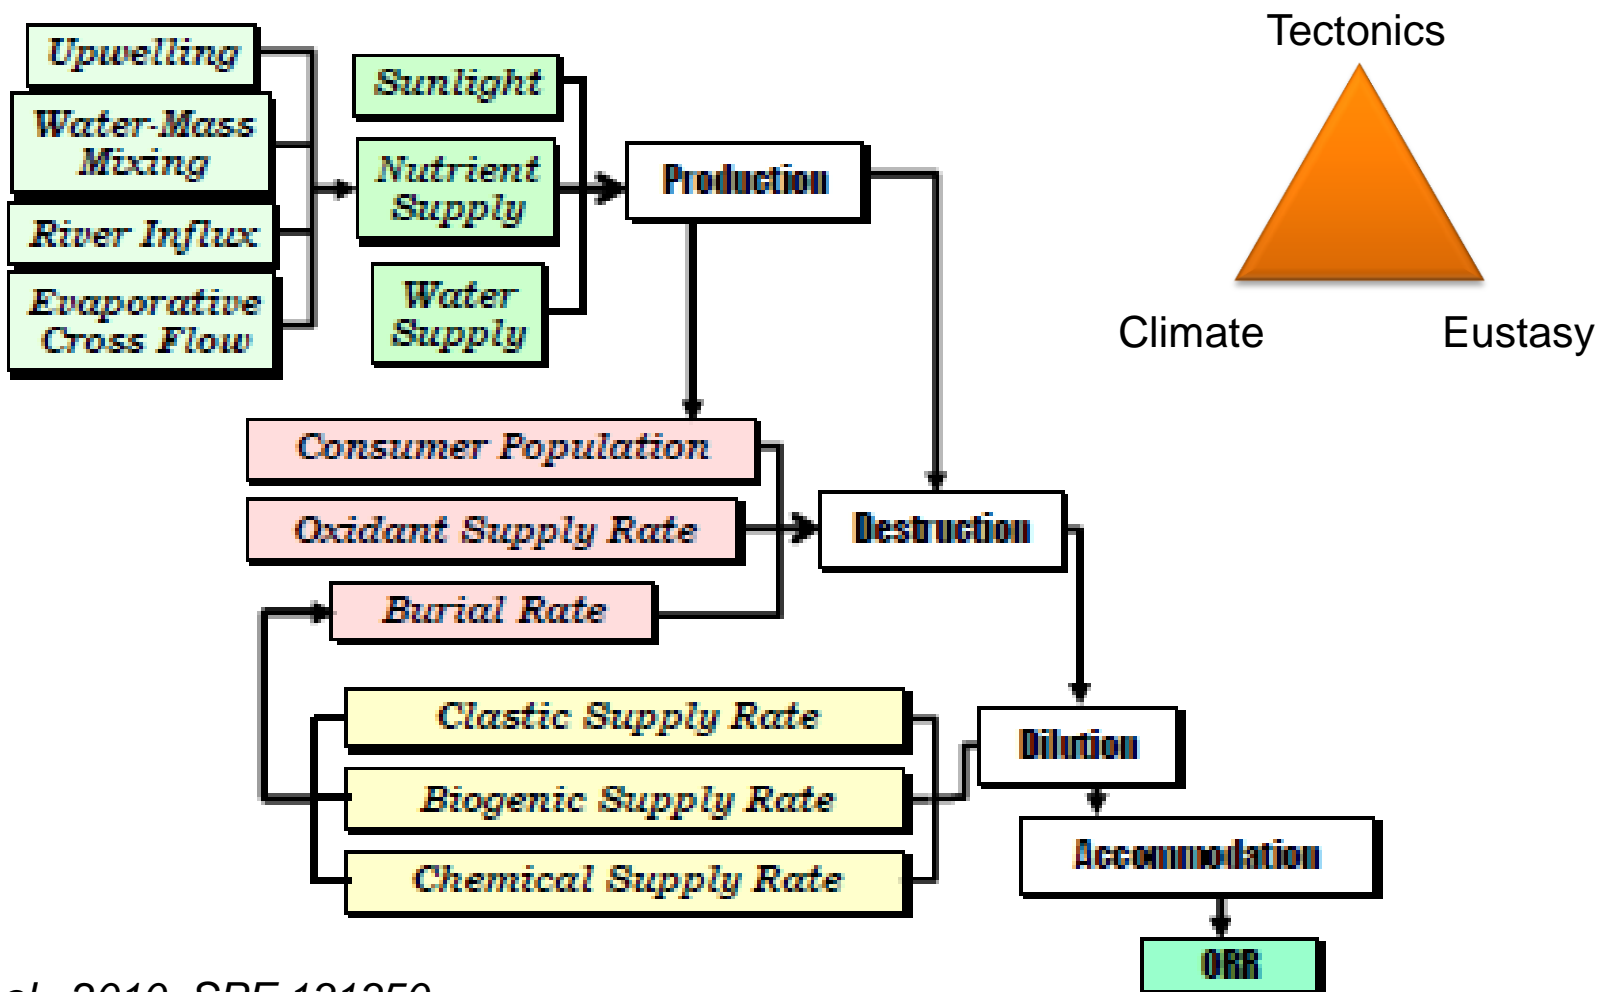 Upwelling
Water-Mass
Mixing
River Influx
Evaporative
Cross Flow
Sunlight
Nutrient
Supply
Water
Supply
Production
Tectonics
Climate
Eustasy
Consumer Population
Oxidant Supply Rate
Burial Rate
Destruction
Clastic Supply Rate
Biogenic Supply Rate
Chemical Supply Rate
Dilution
Accommodation
ORR
2010